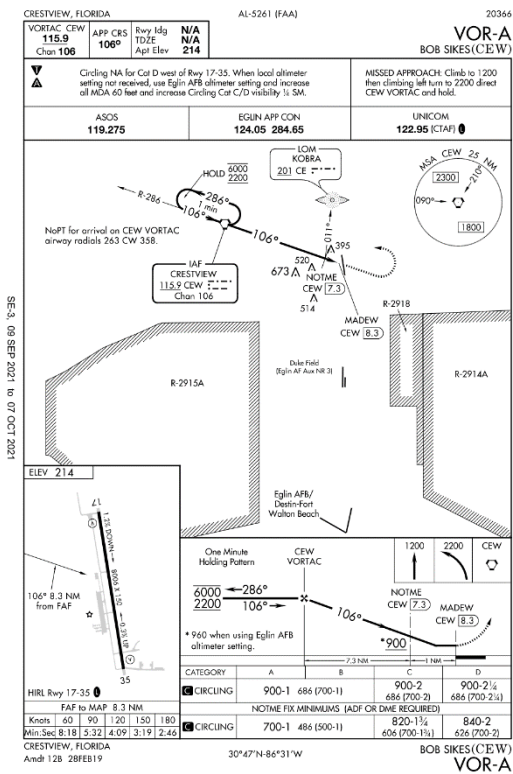 CRESTVIEW, FLORIDA
AL-5261 (FAA)
20366
VORTAC CEW
115.9
Chan 106
APP CRS
106°
Rwy ldg N/A
TDZE N/A
Apt Elev 214
VOR-A
BOB SIKES (CEW)
T
A
Circling NA for Cat D west of Rwy 17-35. When local altimeter
setting not received, use Eglin AFB altimeter setting and increase
all MDA 60 feet and increase Circling Cat C/D visibility ¼ SM.
MISSED APPROACH: Climb to 1200
then climbing left turn to 2200 direct
CEW VORTAC and hold.
ASOS
119.275
EGLIN APP CON
124.05 284.65
UNICOM
122.95 (CTAF) L
LOM
KOBRA
201 CE
MSA CEW 25 NM
2300
210°
090°
1800
HOLD 6000
2200
R-286
286°
1 min
106°
106°
NoPT for arrival on CEW VORTAC
airway radials 263 CW 358.
IAF
CRESTVIEW
115.9 CEW
Chan 106
011°
395
520
673
NOTME
CEW 7.3
514
MADEW
CEW 8.3
R-2918
R-2915A
Duke Field
(Eglin AF Aux NR 3)
R-2914A
Eglin AFB/
Destin-Fort
Walton Beach
SE-3, 09 SEP 2021 to 07 OCT 2021
ELEV 214
17
1.3% DOWN
8006 X 150
0.3% UP
35
106° 8.3 NM
from FAF
HIRL Rwy 17-35 L
FAF to MAP 8.3 NM
Knots 60 90 120 150 180
Min:Sec 8:18 5:32 4:09 3:19 2:46
One Minute
Holding Pattern
CEW
VORTAC
1200
2200
CEW
6000
2200
286°
106°
106°
NOTME
CEW 7.3
MADEW
CEW 8.3
*900
* 960 when using Eglin AFB
altimeter setting.
7.3 NM
1 NM
CATEGORY A B C D
C CIRCLING 900-1 686 (700-1) 900-2 686 (700-2) 900-2¼ 686 (700-2¼)
NOTME FIX MINIMUMS (ADF OR DME REQUIRED)
C CIRCLING 700-1 486 (500-1) 820-1¾ 606 (700-1¾) 840-2 626 (700-2)
CRESTVIEW, FLORIDA
Amdt 12B 28FEB19
30°47'N-86°31'W
BOB SIKES (CEW)
VOR-A